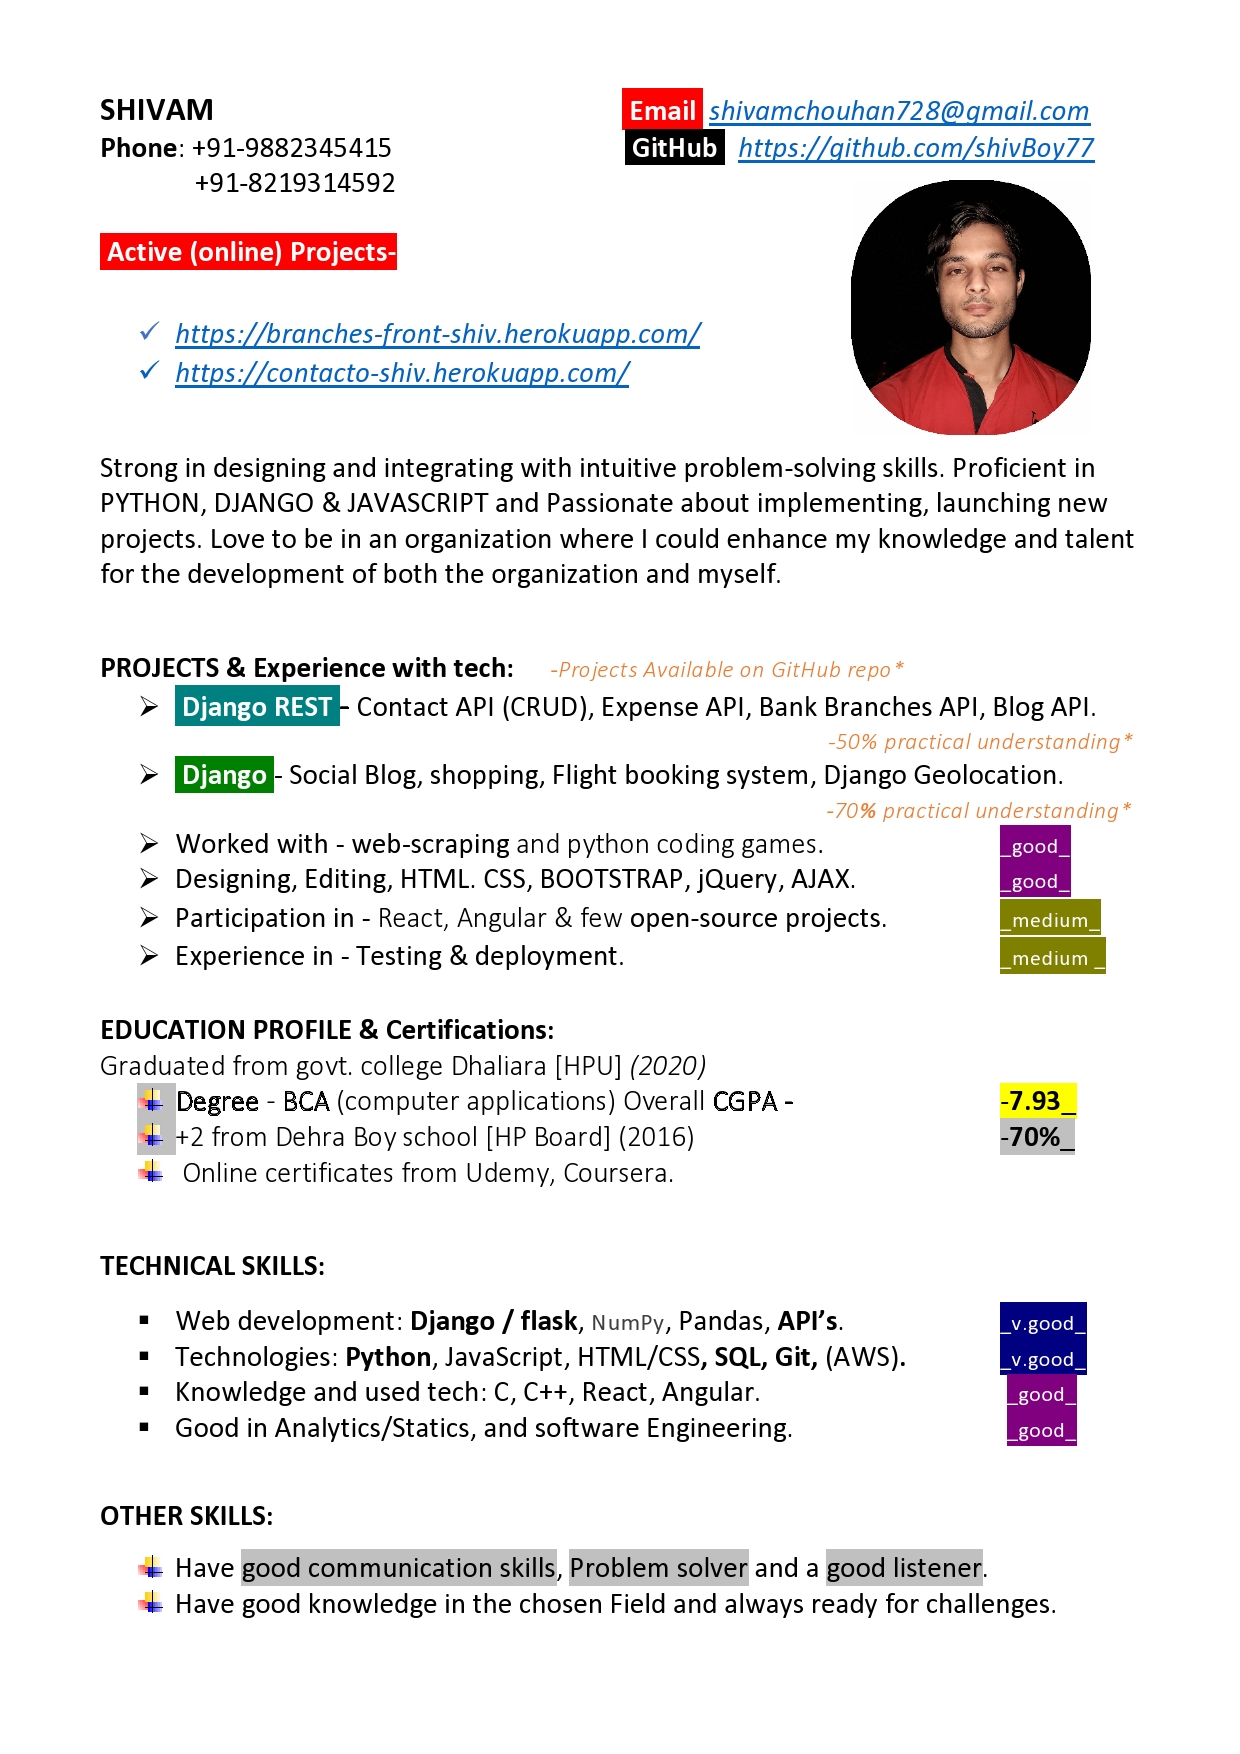 SHIVAM Email shivamchouhan728@gmail.com
Phone: +91-9882345415 GitHub https://github.com/shivBoy77
+91-8219314592
Active (online) Projects-
https://branches-front-shiv.herokuapp.com/
https://contacto-shiv.herokuapp.com/
Strong in designing and integrating with intuitive problem-solving skills. Proficient in
PYTHON, DJANGO & JAVASCRIPT and Passionate about implementing, launching new
projects. Love to be in an organization where I could enhance my knowledge and talent
for the development of both the organization and myself.
PROJECTS & Experience with tech: -Projects Available on GitHub repo*
Django REST - Contact API (CRUD), Expense API, Bank Branches API, Blog API.
-50% practical understanding*
Django - Social Blog, shopping, Flight booking system, Django Geolocation.
-70% practical understanding*
Worked with - web-scraping and python coding games. _good_
Designing, Editing, HTML. CSS, BOOTSTRAP, jQuery, AJAX. _good_
Participation in - React, Angular & few open-source projects. _medium_
Experience in - Testing & deployment. _medium _
EDUCATION PROFILE & Certifications:
Graduated from govt. college Dhaliara [HPU] (2020)
Degree - BCA (computer applications) Overall CGPA - -7.93_
+2 from Dehra Boy school [HP Board] (2016) -70%_
Online certificates from Udemy, Coursera.
TECHNICAL SKILLS:
Web development: Django / flask, NumPy, Pandas, API’s. _v.good_
Technologies: Python, JavaScript, HTML/CSS, SQL, Git, (AWS). _v.good_
Knowledge and used tech: C, C++, React, Angular. _good_
Good in Analytics/Statics, and software Engineering. _good_
OTHER SKILLS:
Have good communication skills, Problem solver and a good listener.
Have good knowledge in the chosen Field and always ready for challenges.